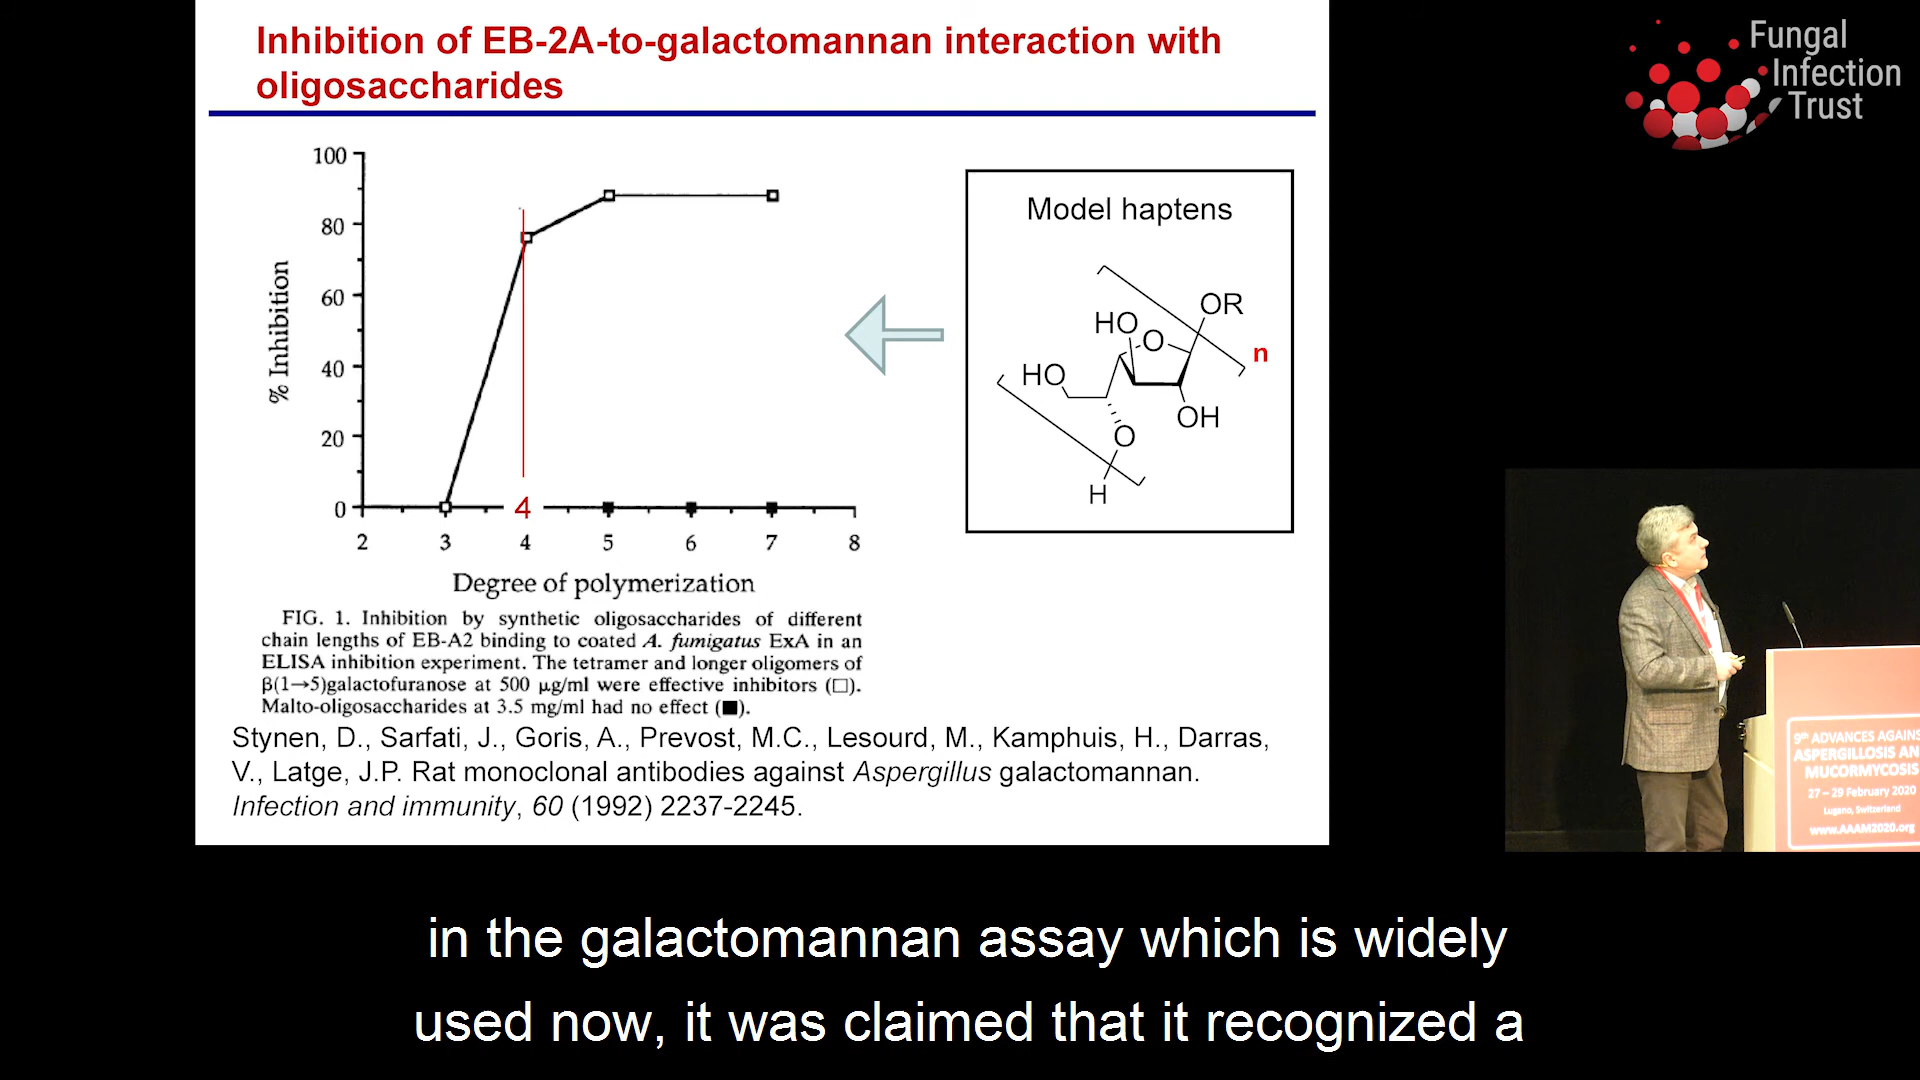 Inhibition of EB-2A-to-galactomannan interaction with
oligosaccharides
Fungal
Infection
Trust
100
80
60
40
20
0
% Inhibition
4
2 3 4 5 6 7 8
Degree of polymerization
Model haptens
OR
HO
O
n
HO
OH
O
H
FIG. 1. Inhibition by synthetic oligosaccharides of different
chain lengths of EB-A2 binding to coated A. fumigatus ExA in an
ELISA inhibition experiment. The tetramer and longer oligomers of
β(1→5)galactofuranose at 500 µg/ml were effective inhibitors (□).
Malto-oligosaccharides at 3.5 mg/ml had no effect (■).
Stynen, D., Sarfati, J., Goris, A., Prevost, M.C., Lesourd, M., Kamphuis, H., Darras,
V., Latge, J.P. Rat monoclonal antibodies against Aspergillus galactomannan.
Infection and immunity, 60 (1992) 2237-2245.
9th ADVANCES AGAINS
ASPERGILLOSIS AN
MUCORMYCOSIS
27 – 29 February 2020
Lugano, Switzerland
www.AAAM2020.org
in the galactomannan assay which is widely
used now, it was claimed that it recognized a